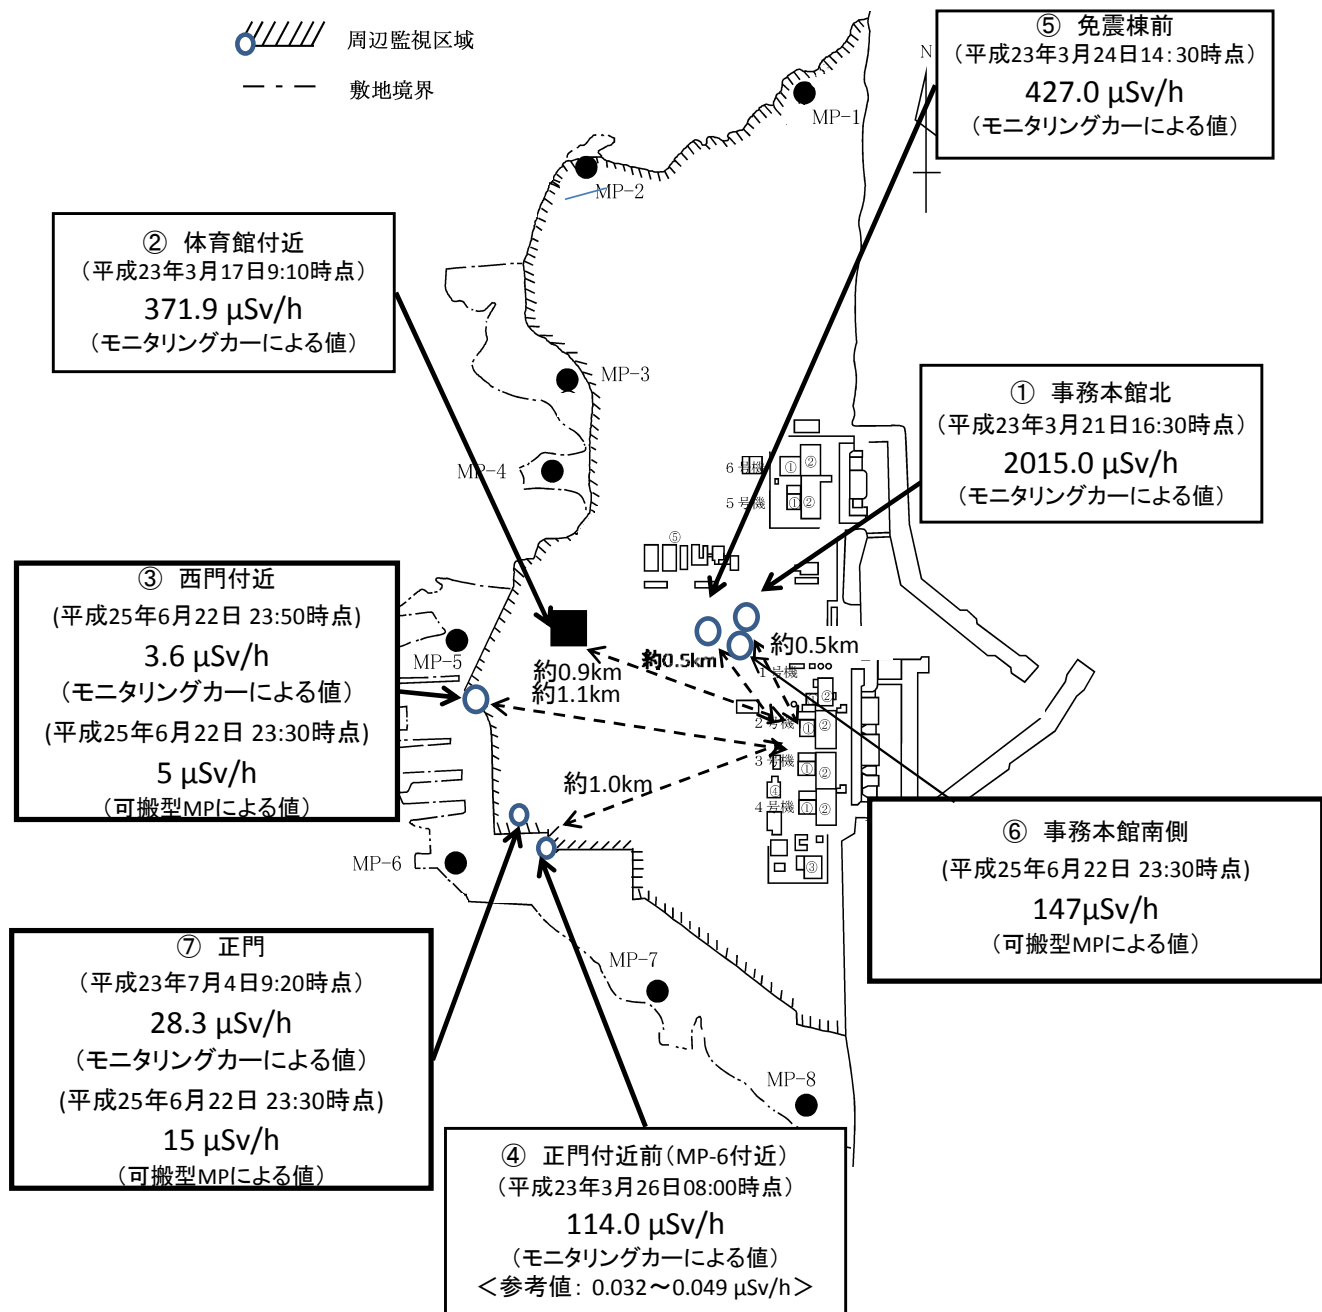 周辺監視区域
敷地境界
⑤ 免震棟前
（平成23年3月24日14:30時点）
427.0 μSv/h
（モニタリングカーによる値）
N
MP-1
MP-2
② 体育館付近
（平成23年3月17日9:10時点）
371.9 μSv/h
（モニタリングカーによる値）
MP-3
① 事務本館北
（平成23年3月21日16:30時点）
2015.0 μSv/h
（モニタリングカーによる値）
MP-4
6号機
①
②
5号機
①
②
⑤
③ 西門付近
(平成25年6月22日 23:50時点)
3.6 μSv/h
（モニタリングカーによる値）
(平成25年6月22日 23:30時点)
5 μSv/h
（可搬型MPによる値）
MP-5
約0.9km
約1.1km
約0.5km
約0.5km
1号機
②
2号機
①
②
3号機
①
②
約1.0km
④
4号機
①
②
③
MP-6
⑥ 事務本館南側
(平成25年6月22日 23:30時点)
147μSv/h
（可搬型MPによる値）
⑦ 正門
（平成23年7月4日9:20時点）
28.3 μSv/h
（モニタリングカーによる値）
(平成25年6月22日 23:30時点)
15 μSv/h
（可搬型MPによる値）
MP-7
MP-8
④ 正門付近前（MP-6付近）
（平成23年3月26日08:00時点）
114.0 μSv/h
（モニタリングカーによる値）
＜参考値: 0.032～0.049 μSv/h＞